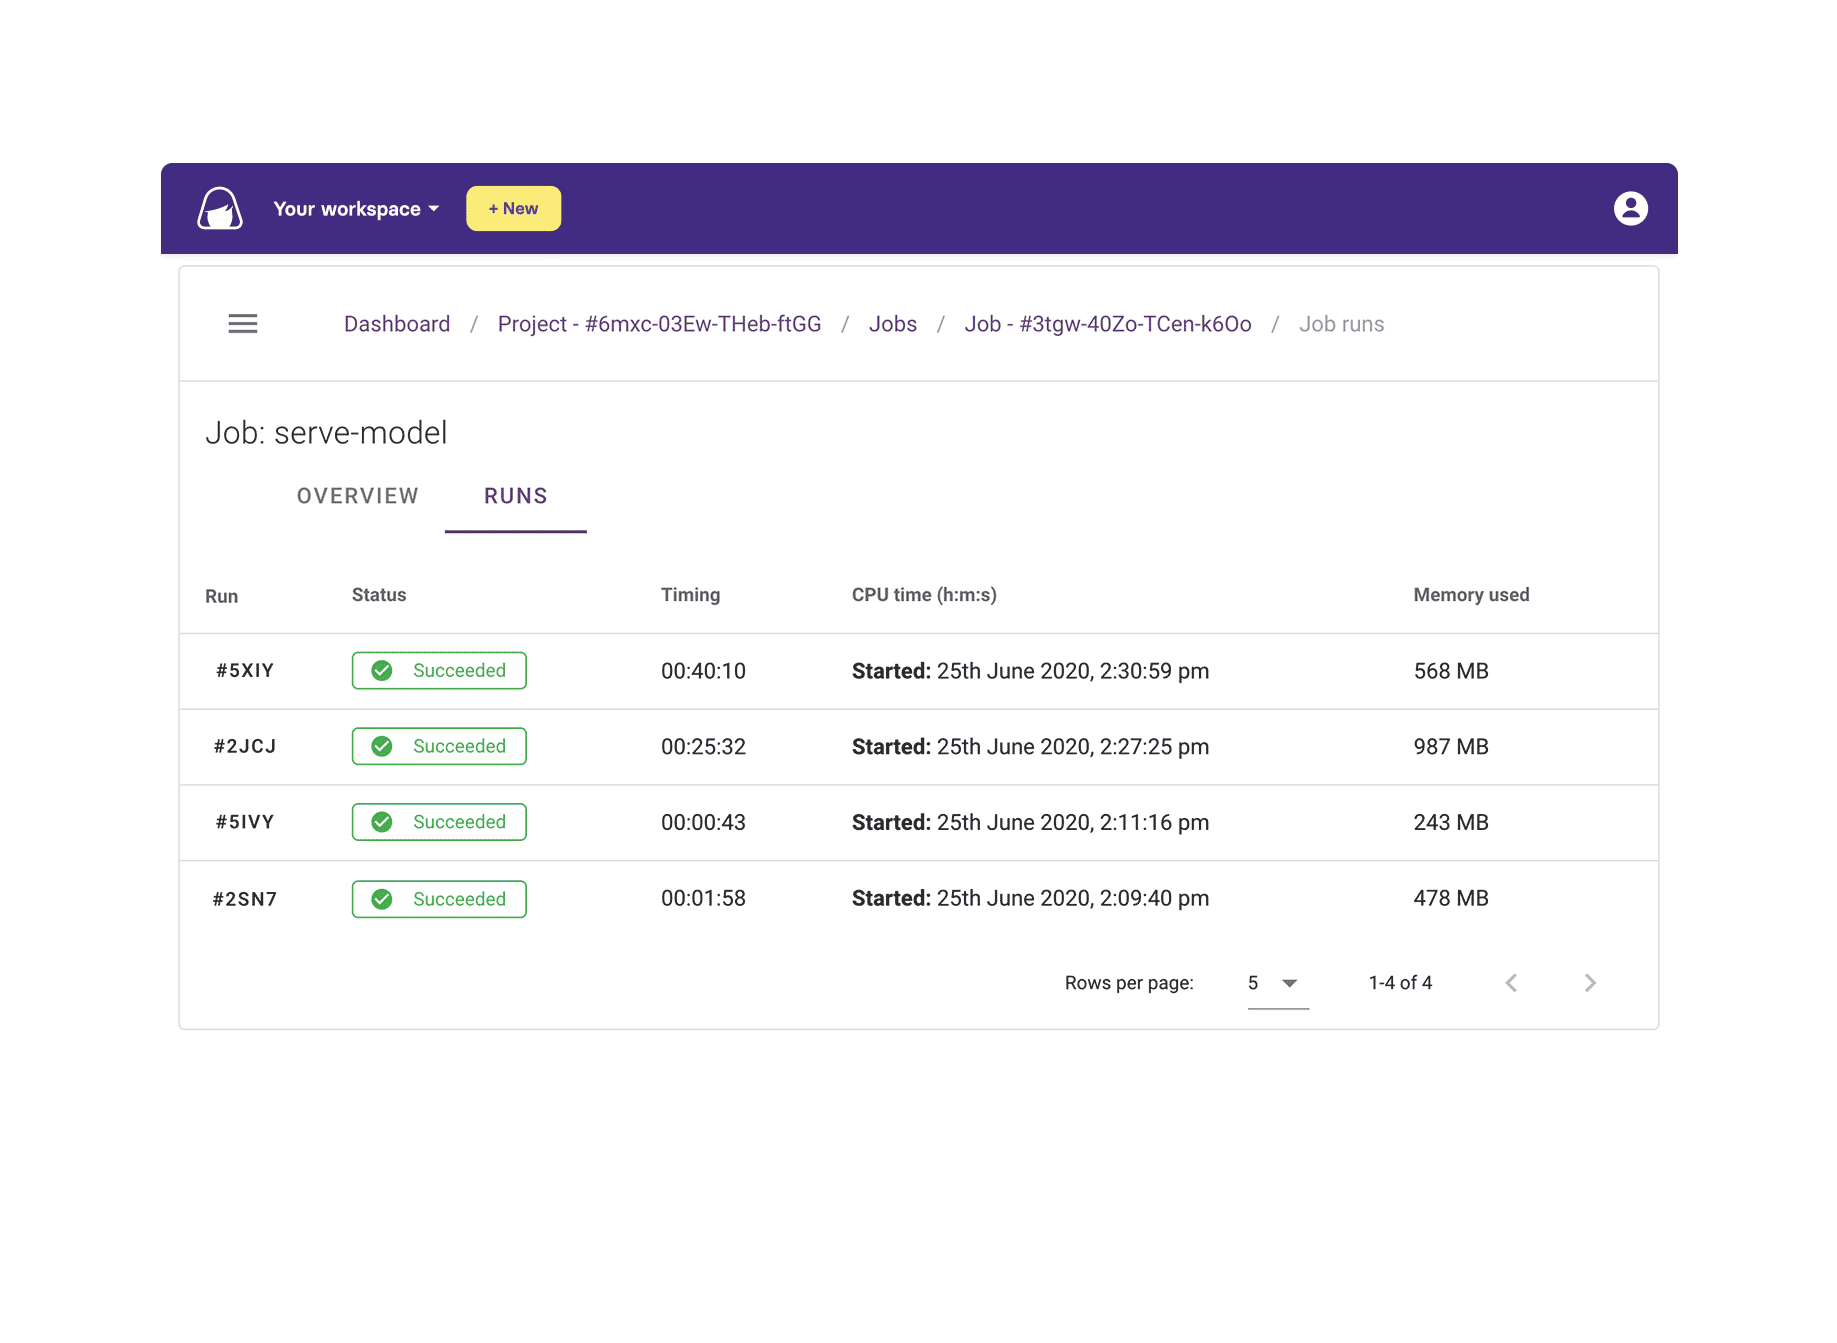 Your workspace + New
Dashboard / Project - #6mxc-03Ew-THeb-ftGG / Jobs / Job - #3tgw-40Zo-TCen-k6Oo / Job runs
Job: serve-model
OVERVIEW RUNS
Run Status Timing CPU time (h:m:s) Memory used
#5XIY Succeeded 00:40:10 Started: 25th June 2020, 2:30:59 pm 568 MB
#2JCJ Succeeded 00:25:32 Started: 25th June 2020, 2:27:25 pm 987 MB
#5IVY Succeeded 00:00:43 Started: 25th June 2020, 2:11:16 pm 243 MB
#2SN7 Succeeded 00:01:58 Started: 25th June 2020, 2:09:40 pm 478 MB
Rows per page: 5 1-4 of 4